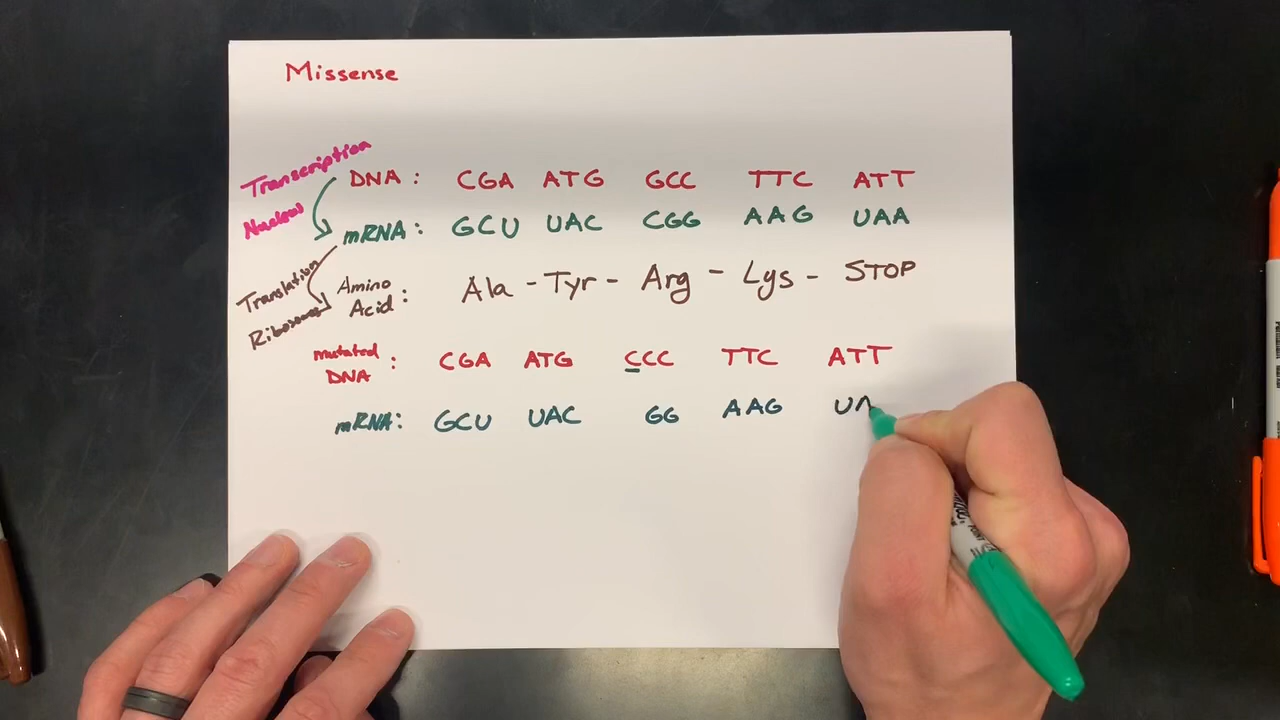 Missense
Transcription
Nucleus
DNA : CGA ATG GCC TTC ATT
mRNA : GCU UAC CGG AAG UAA
Translation
Ribosomes
Amino Acid : Ala - Tyr - Arg - Lys - STOP
mutated DNA : CGA ATG CCC TTC ATT
mRNA: GCU UAC GG AAG UA